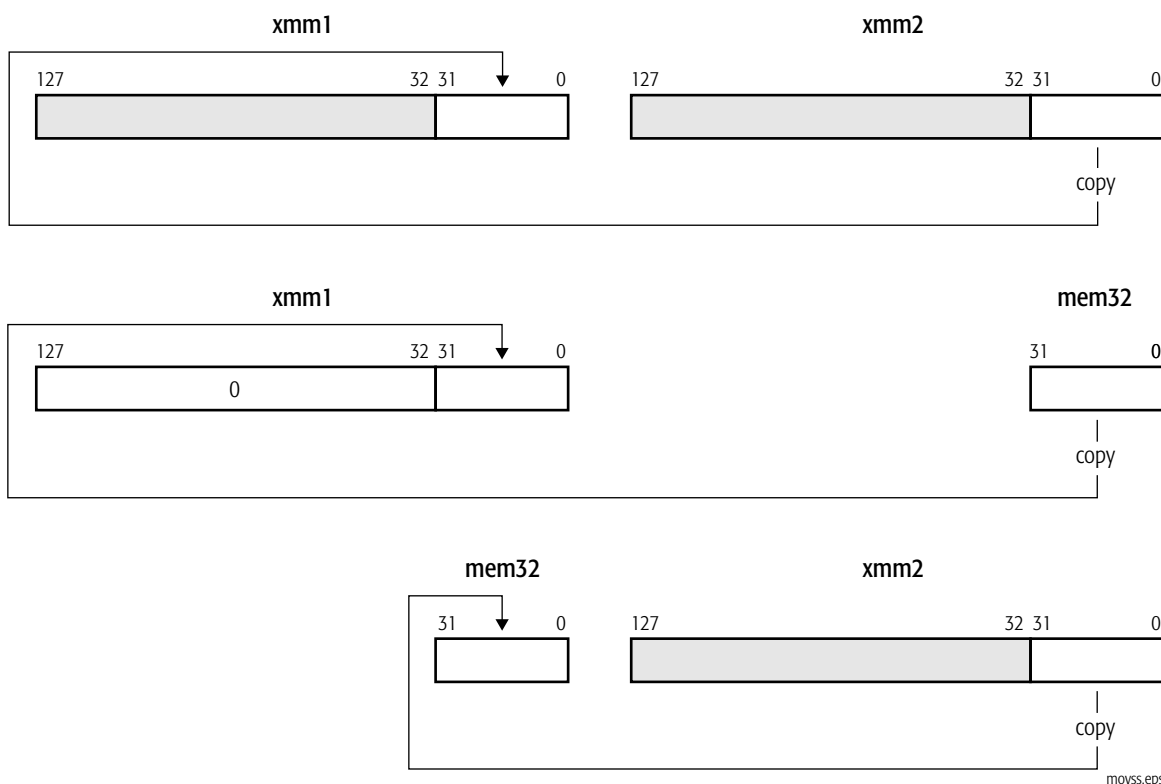 xmm1 xmm2
127 32 31 0 127 32 31 0
copy
xmm1 mem32
127 32 31 0 31 0
0
copy
mem32 xmm2
31 0 127 32 31 0
copy
movss.eps